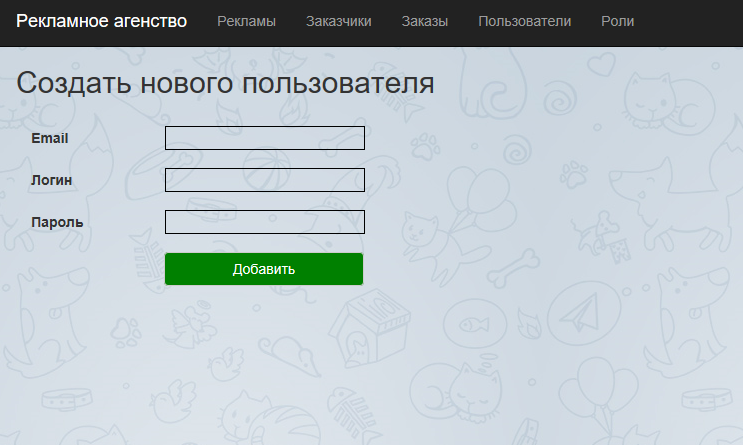 Рекламное агенство Рекламы Заказчики Заказы Пользователи Роли
Создать нового пользователя
Email
Логин
Пароль
Добавить